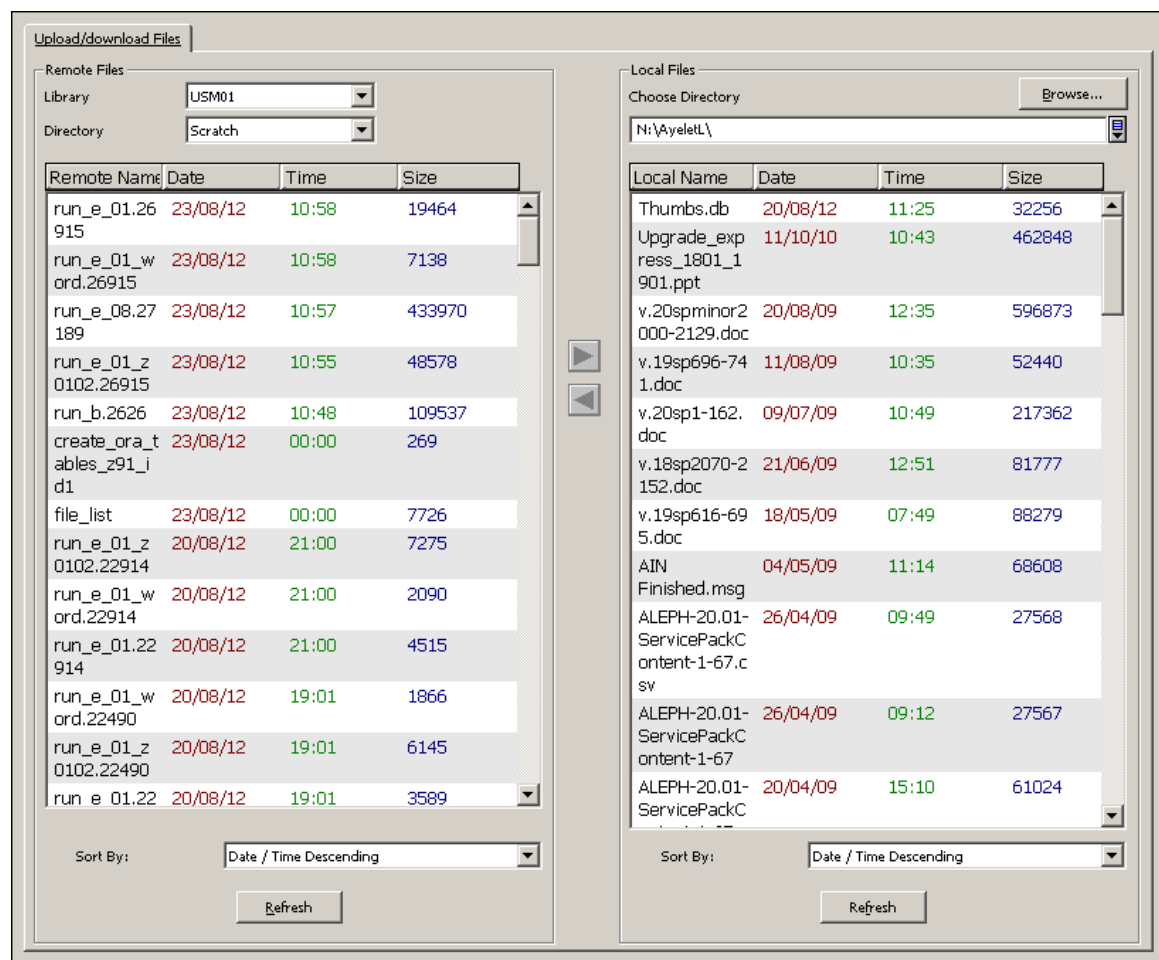 Upload/download Files
Remote Files
Library USM01
Directory Scratch
Remote Name Date Time Size
run_e_01.26 23/08/12 10:58 19464
915
run_e_01_w 23/08/12 10:58 7138
ord.26915
run_e_08.27 23/08/12 10:57 433970
189
run_e_01_z 23/08/12 10:55 48578
0102.26915
run_b.2626 23/08/12 10:48 109537
create_ora_t 23/08/12 00:00 269
ables_z91_i
d1
file_list 23/08/12 00:00 7726
run_e_01_z 20/08/12 21:00 7275
0102.22914
run_e_01_w 20/08/12 21:00 2090
ord.22914
run_e_01.22 20/08/12 21:00 4515
914
run_e_01_w 20/08/12 19:01 1866
ord.22490
run_e_01_z 20/08/12 19:01 6145
0102.22490
run_e_01.22 20/08/12 19:01 3589
Sort By: Date / Time Descending
Refresh
Local Files
Choose Directory Browse...
N:\AyeletL\
Local Name Date Time Size
Thumbs.db 20/08/12 11:25 32256
Upgrade_exp 11/10/10 10:43 462848
ress_1801_1
901.ppt
v.20spminor2 20/08/09 12:35 596873
000-2129.doc
v.19sp696-74 11/08/09 10:35 52440
1.doc
v.20sp1-162. 09/07/09 10:49 217362
doc
v.18sp2070-2 21/06/09 12:51 81777
152.doc
v.19sp616-69 18/05/09 07:49 88279
5.doc
AIN 04/05/09 11:14 68608
Finished.msg
ALEPH-20.01- 26/04/09 09:49 27568
ServicePackC
ontent-1-67.c
sv
ALEPH-20.01- 26/04/09 09:12 27567
ServicePackC
ontent-1-67
ALEPH-20.01- 20/04/09 15:10 61024
ServicePackC
Sort By: Date / Time Descending
Refresh